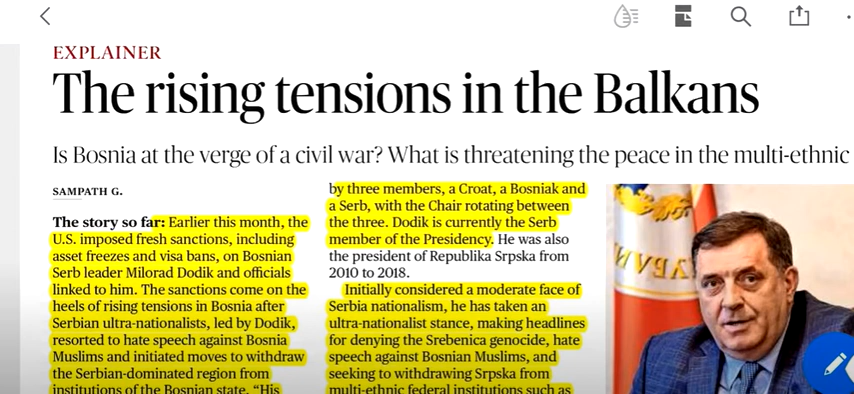 EXPLAINER
The rising tensions in the Balkans
Is Bosnia at the verge of a civil war? What is threatening the peace in the multi-ethnic
SAMPATH G.
The story so far: Earlier this month, the
U.S. imposed fresh sanctions, including
asset freezes and visa bans, on Bosnian
Serb leader Milorad Dodik and officials
linked to him. The sanctions come on the
heels of rising tensions in Bosnia after
Serbian ultra-nationalists, led by Dodik,
resorted to hate speech against Bosnia
Muslims and initiated moves to withdraw
the Serbian-dominated region from
institutions of the Bosnian state. “His
by three members, a Croat, a Bosniak and
a Serb, with the Chair rotating between
the three. Dodik is currently the Serb
member of the Presidency. He was also
the president of Republika Srpska from
2010 to 2018.
Initially considered a moderate face of
Serbia nationalism, he has taken an
ultra-nationalist stance, making headlines
for denying the Srebenica genocide, hate
speech against Bosnian Muslims, and
seeking to withdrawing Srpska from
multi-ethnic federal institutions such as